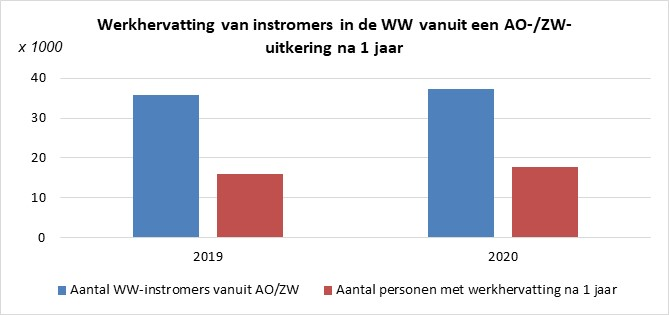 Werkhervatting van instromers in de WW vanuit een AO-/ZW-
uitkering na 1 jaar
x 1000
40
30
20
10
0
2019
2020
Aantal WW-instromers vanuit AO/ZW
Aantal personen met werkhervatting na 1 jaar